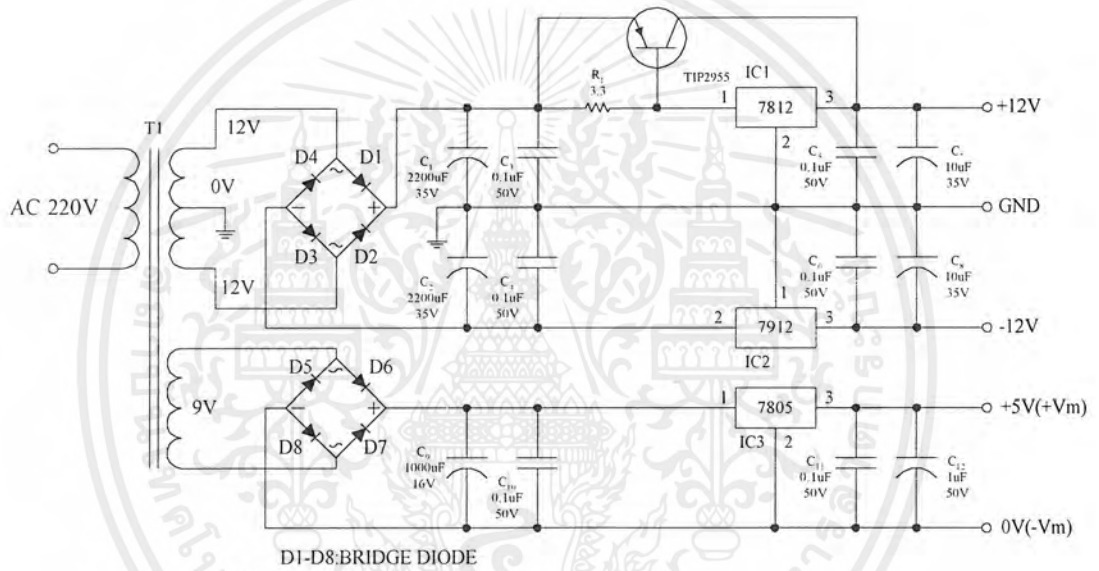 T1
AC 220V
12V
0V
12V
9V
D4
D1
D3
D2
D5
D6
D8
D7
~
~
~
~
−
+
−
+
C1
2200uF
35V
0.1uF
50V
C2
2200uF
35V
0.1uF
50V
R1
3.3
TIP2955
IC1
1
7812
3
2
0.1uF
50V
10uF
35V
+12V
GND
C6
0.1uF
50V
C8
10uF
35V
1
2
7912
3
IC2
-12V
C9
1000uF
16V
C10
0.1uF
50V
1
7805
3
IC3
2
C11
0.1uF
50V
C12
1uF
50V
+5V(+Vm)
0V(-Vm)
D1-D8:BRIDGE DIODE